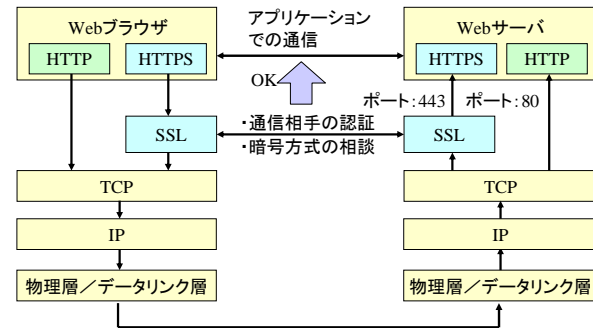 Webブラウザ
HTTP
HTTPS
アプリケーション
での通信
OK
Webサーバ
HTTPS
HTTP
ポート:443
ポート:80
SSL
・通信相手の認証
・暗号方式の相談
SSL
TCP
TCP
IP
IP
物理層／データリンク層
物理層／データリンク層